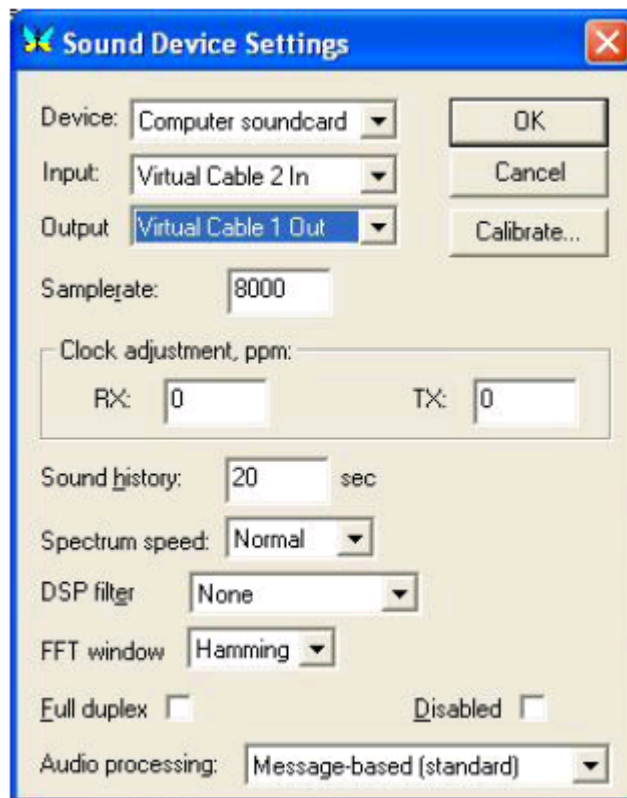 Sound Device Settings
Device: Computer soundcard OK
Input: Virtual Cable 2 In Cancel
Output Virtual Cable 1 Out Calibrate...
Samplerate: 8000
Clock adjustment, ppm:
RX: 0 TX: 0
Sound history: 20 sec
Spectrum speed: Normal
DSP filter None
FFT window Hamming
Full duplex Disabled
Audio processing: Message-based (standard)